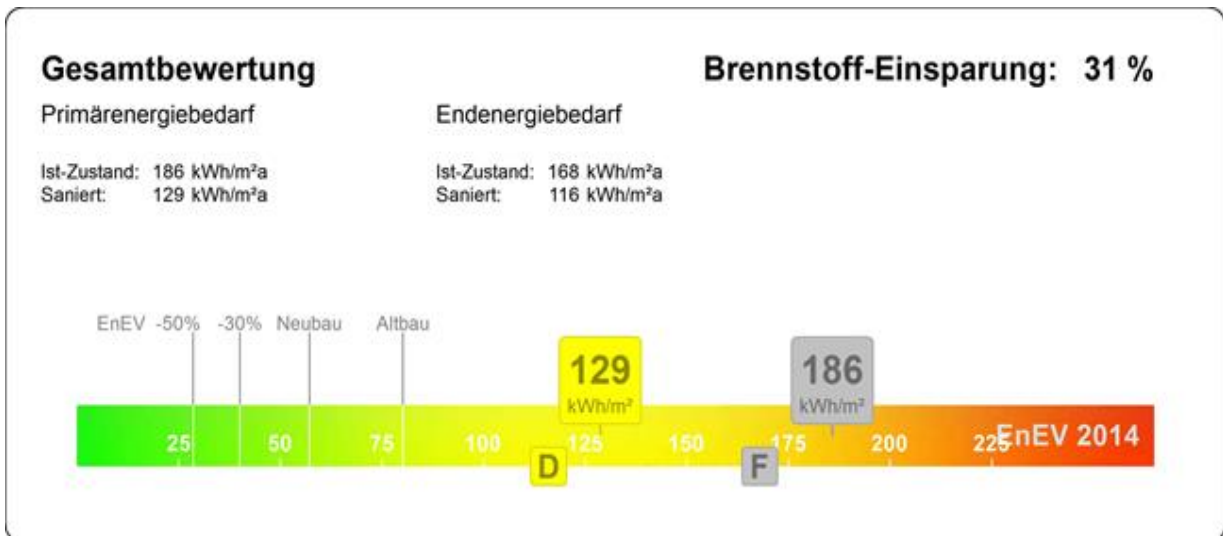 Gesamtbewertung
Brennstoff-Einsparung: 31 %
Primärenergiebedarf
Endenergiebedarf
Ist-Zustand: 186 kWh/m²a
Saniert: 129 kWh/m²a
Ist-Zustand: 168 kWh/m²a
Saniert: 116 kWh/m²a
EnEV -50% -30% Neubau Altbau
129
kWh/m²
186
kWh/m²
25 50 75 100 125 150 175 200 225 EnEV 2014
D F